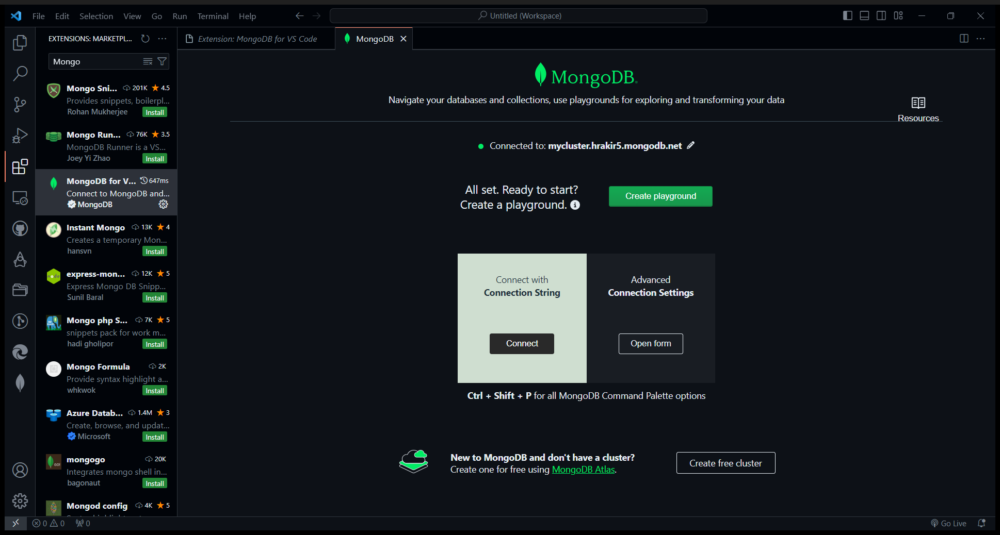 File Edit Selection View Go Run Terminal Help
Untitled (Workspace)
EXTENSIONS: MARKETPL...
Mongo
Mongo Sni... 201K 4.5
Provides snippets, boilerpl...
Rohan Mukherjee Install
Mongo Run... 76K 3.5
MongoDB Runner is a VS...
Joey Yi Zhao Install
MongoDB for V... 647ms
Connect to MongoDB and...
MongoDB
Instant Mongo 13K 4
Creates a temporary Mon...
hansvn Install
express-mon... 12K 5
Express Mongo DB Snipp...
Sunil Baral Install
Mongo php S... 7K 5
snippets pack for work m...
hadi gholipor Install
Mongo Formula 2K
Provide syntax highlight a...
whkwok Install
Azure Datab... 1.4M 3
Create, browse, and updat...
Microsoft Install
mongogo 20K
Integrates mongo shell in...
bagonaut Install
Mongod config 4K 5
Extension: MongoDB for VS Code
MongoDB
MongoDB.
Navigate your databases and collections, use playgrounds for exploring and transforming your data
Resources
Connected to: mycluster.hrakir5.mongodb.net
All set. Ready to start?
Create a playground.
Create playground
Connect with
Connection String
Connect
Advanced
Connection Settings
Open form
Ctrl + Shift + P for all MongoDB Command Palette options
New to MongoDB and don't have a cluster?
Create one for free using MongoDB Atlas.
Create free cluster
0 0 0
Go Live